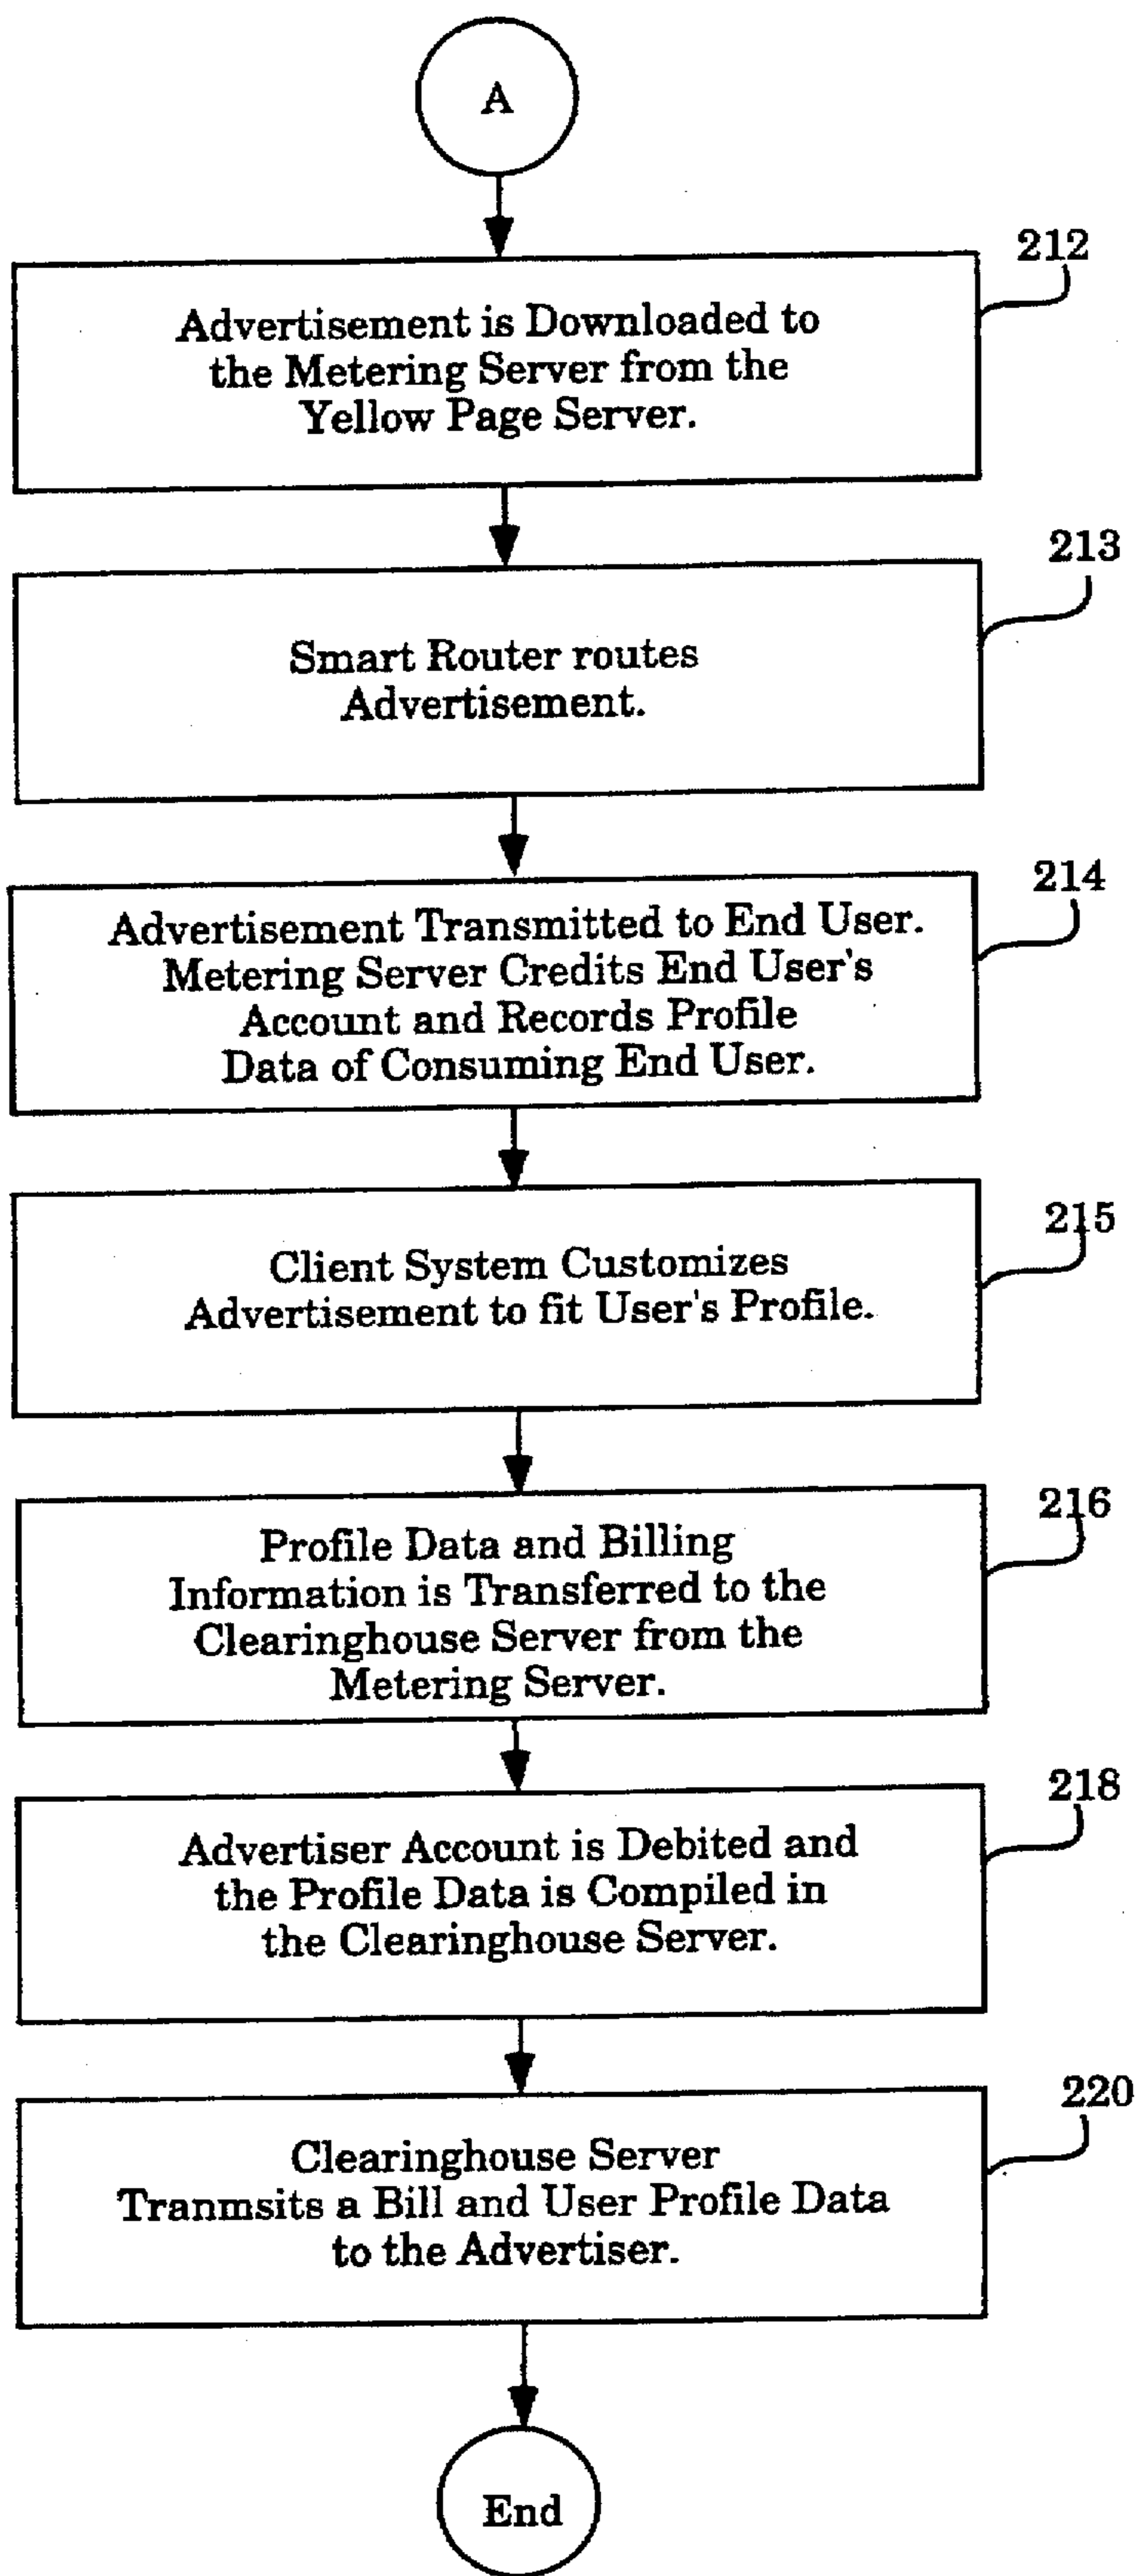 A
212
Advertisement is Downloaded to
the Metering Server from the
Yellow Page Server.
213
Smart Router routes
Advertisement.
214
Advertisement Transmitted to End User.
Metering Server Credits End User's
Account and Records Profile
Data of Consuming End User.
215
Client System Customizes
Advertisement to fit User's Profile.
216
Profile Data and Billing
Information is Transferred to the
Clearinghouse Server from the
Metering Server.
218
Advertiser Account is Debited and
the Profile Data is Compiled in
the Clearinghouse Server.
220
Clearinghouse Server
Tranmsits a Bill and User Profile Data
to the Advertiser.
End